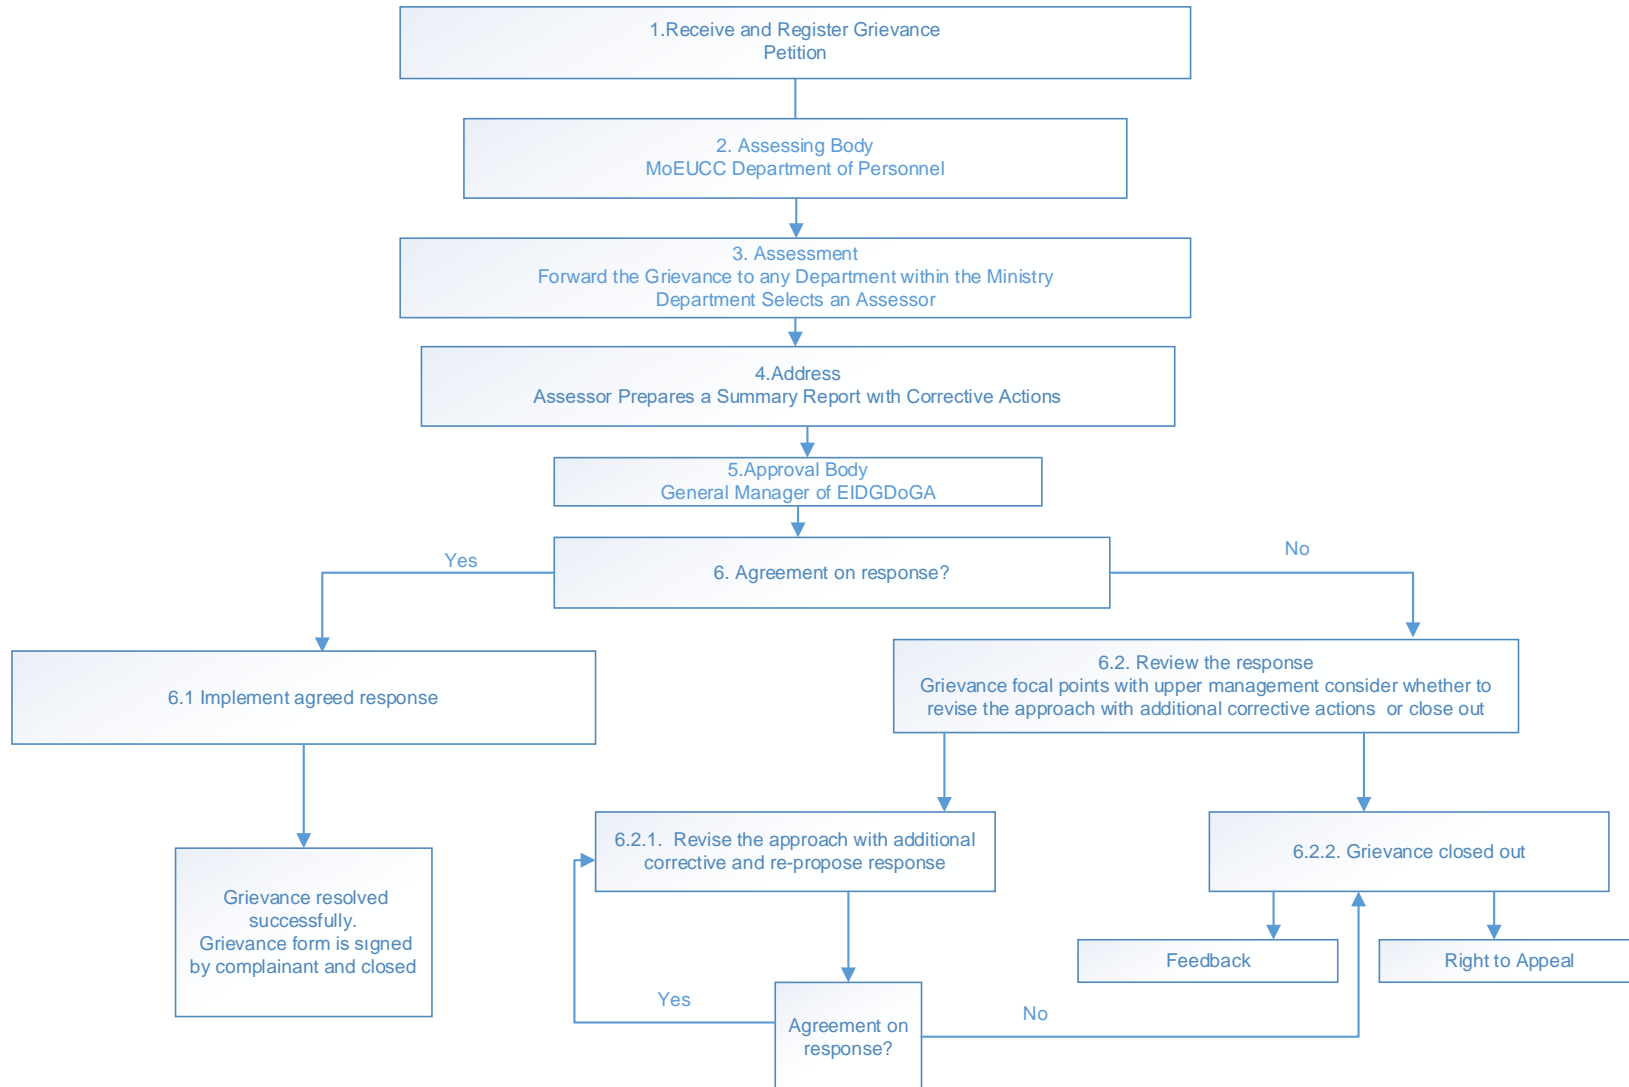 1.Receive and Register Grievance
Petition
2. Assessing Body
MoEUCC Department of Personnel
3. Assessment
Forward the Grievance to any Department within the Ministry
Department Selects an Assessor
4.Address
Assessor Prepares a Summary Report wıth Corrective Actions
5.Approval Body
General Manager of EIDGDoGA
6. Agreement on response?
Yes
No
6.1 Implement agreed response
6.2. Review the response
Grievance focal points with upper management consider whether to
revise the approach with additional corrective actions or close out
Grievance resolved
successfully.
Grievance form is sıgned
by complainant and closed
6.2.1. Revise the approach with additional
corrective and re-propose response
6.2.2. Grievance closed out
Feedback
Right to Appeal
Yes
Agreement on
response?
No